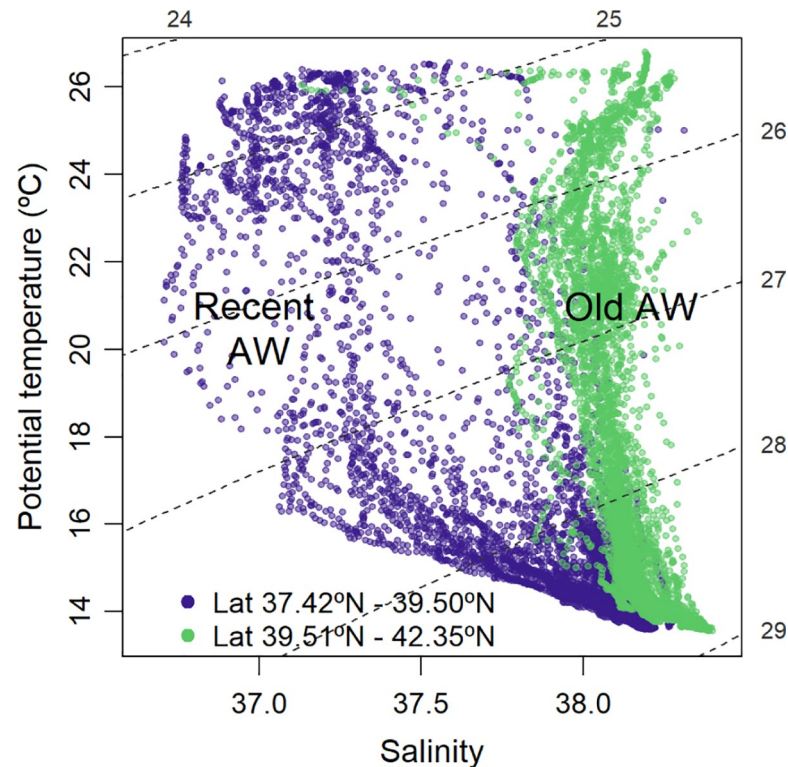 24 25
26
27
28
29
26
24
22
20
18
16
14
Potential temperature (ºC)
Recent
AW
Old AW
Lat 37.42ºN - 39.50ºN
Lat 39.51ºN - 42.35ºN
37.0 37.5 38.0
Salinity